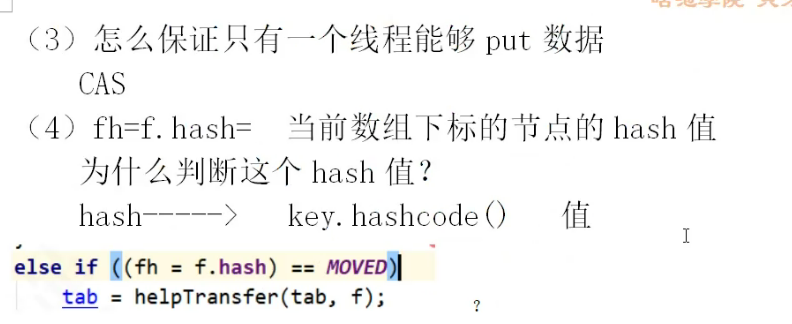 （3）怎么保证只有一个线程能够 put 数据
CAS
（4）fh=f.hash=  当前数组下标的节点的 hash 值
为什么判断这个 hash 值?
hash-----> key.hashcode() 值
else if ((fh = f.hash) == MOVED)
tab = helpTransfer(tab, f);
?